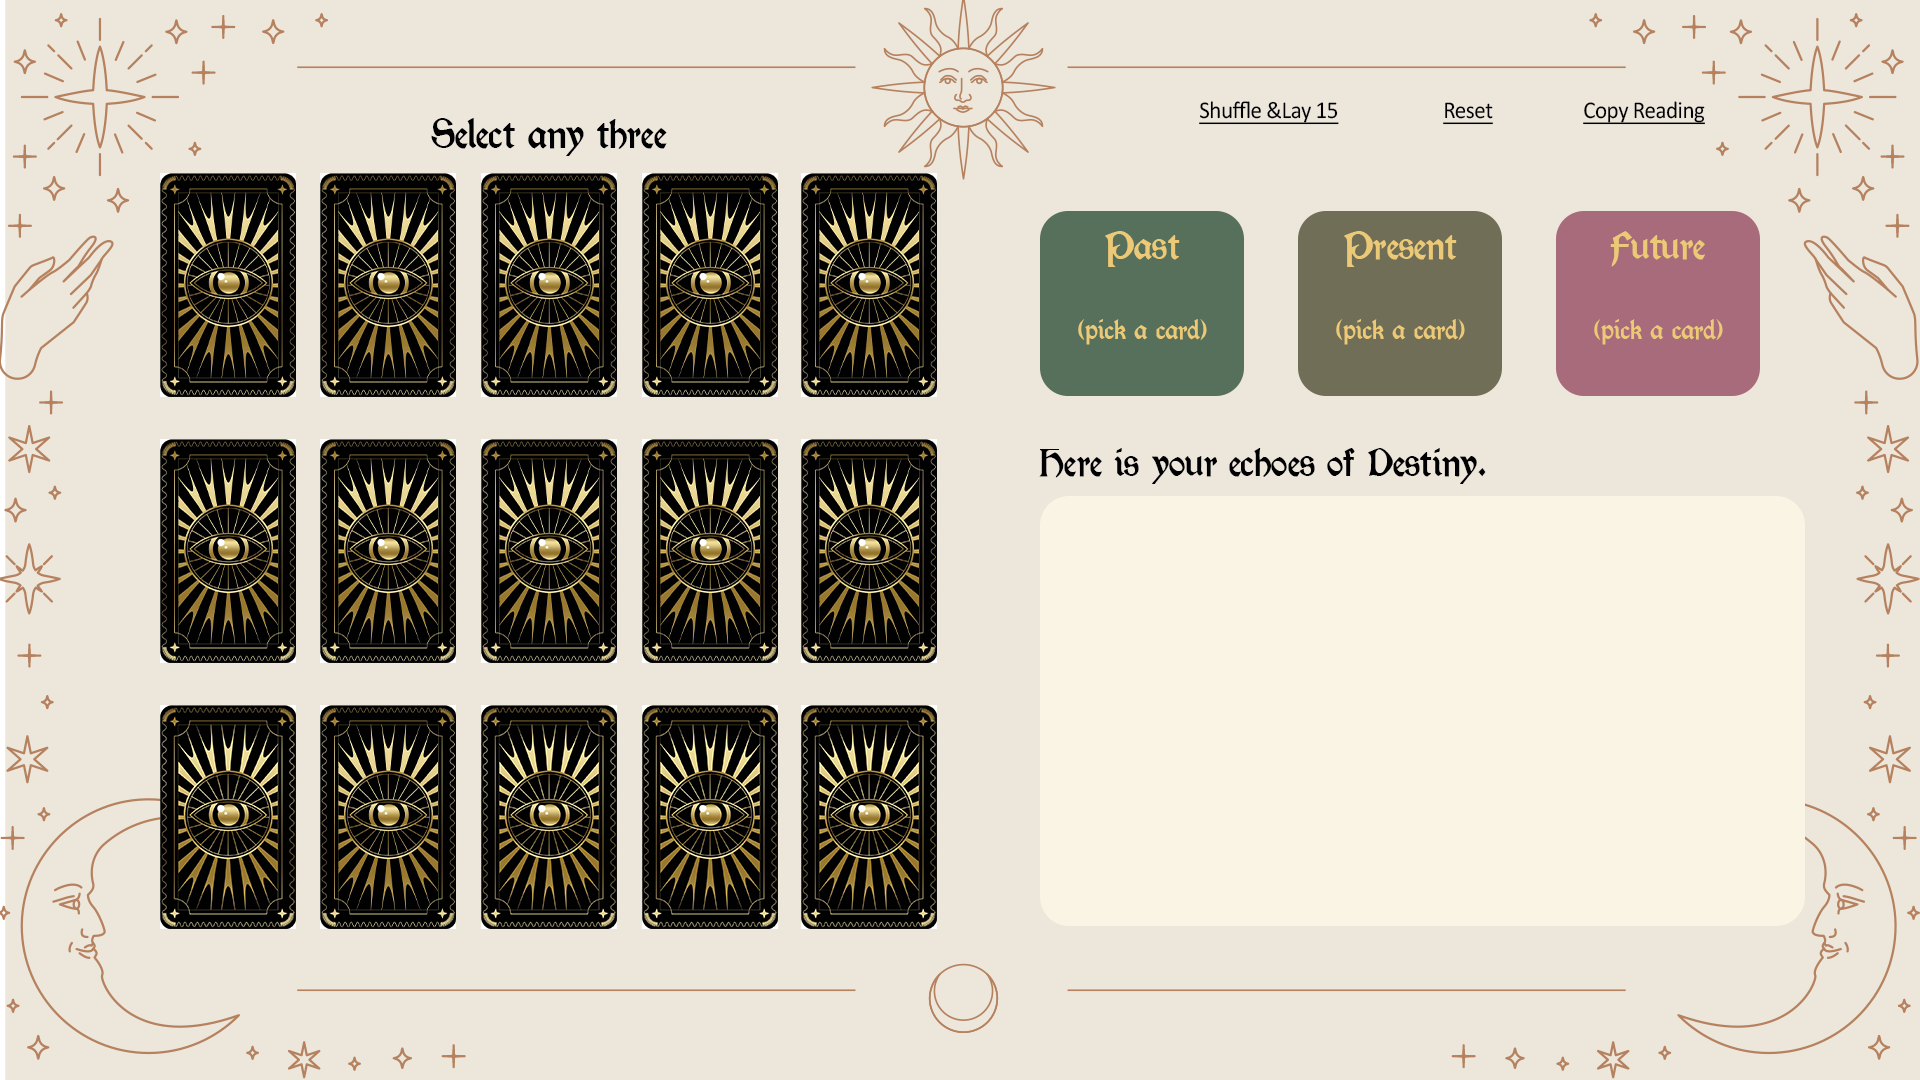 Shuffle &Lay 15
Reset
Copy Reading
Select any three
Past
(pick a card)
Present
(pick a card)
Future
(pick a card)
Here is your echoes of Destiny.